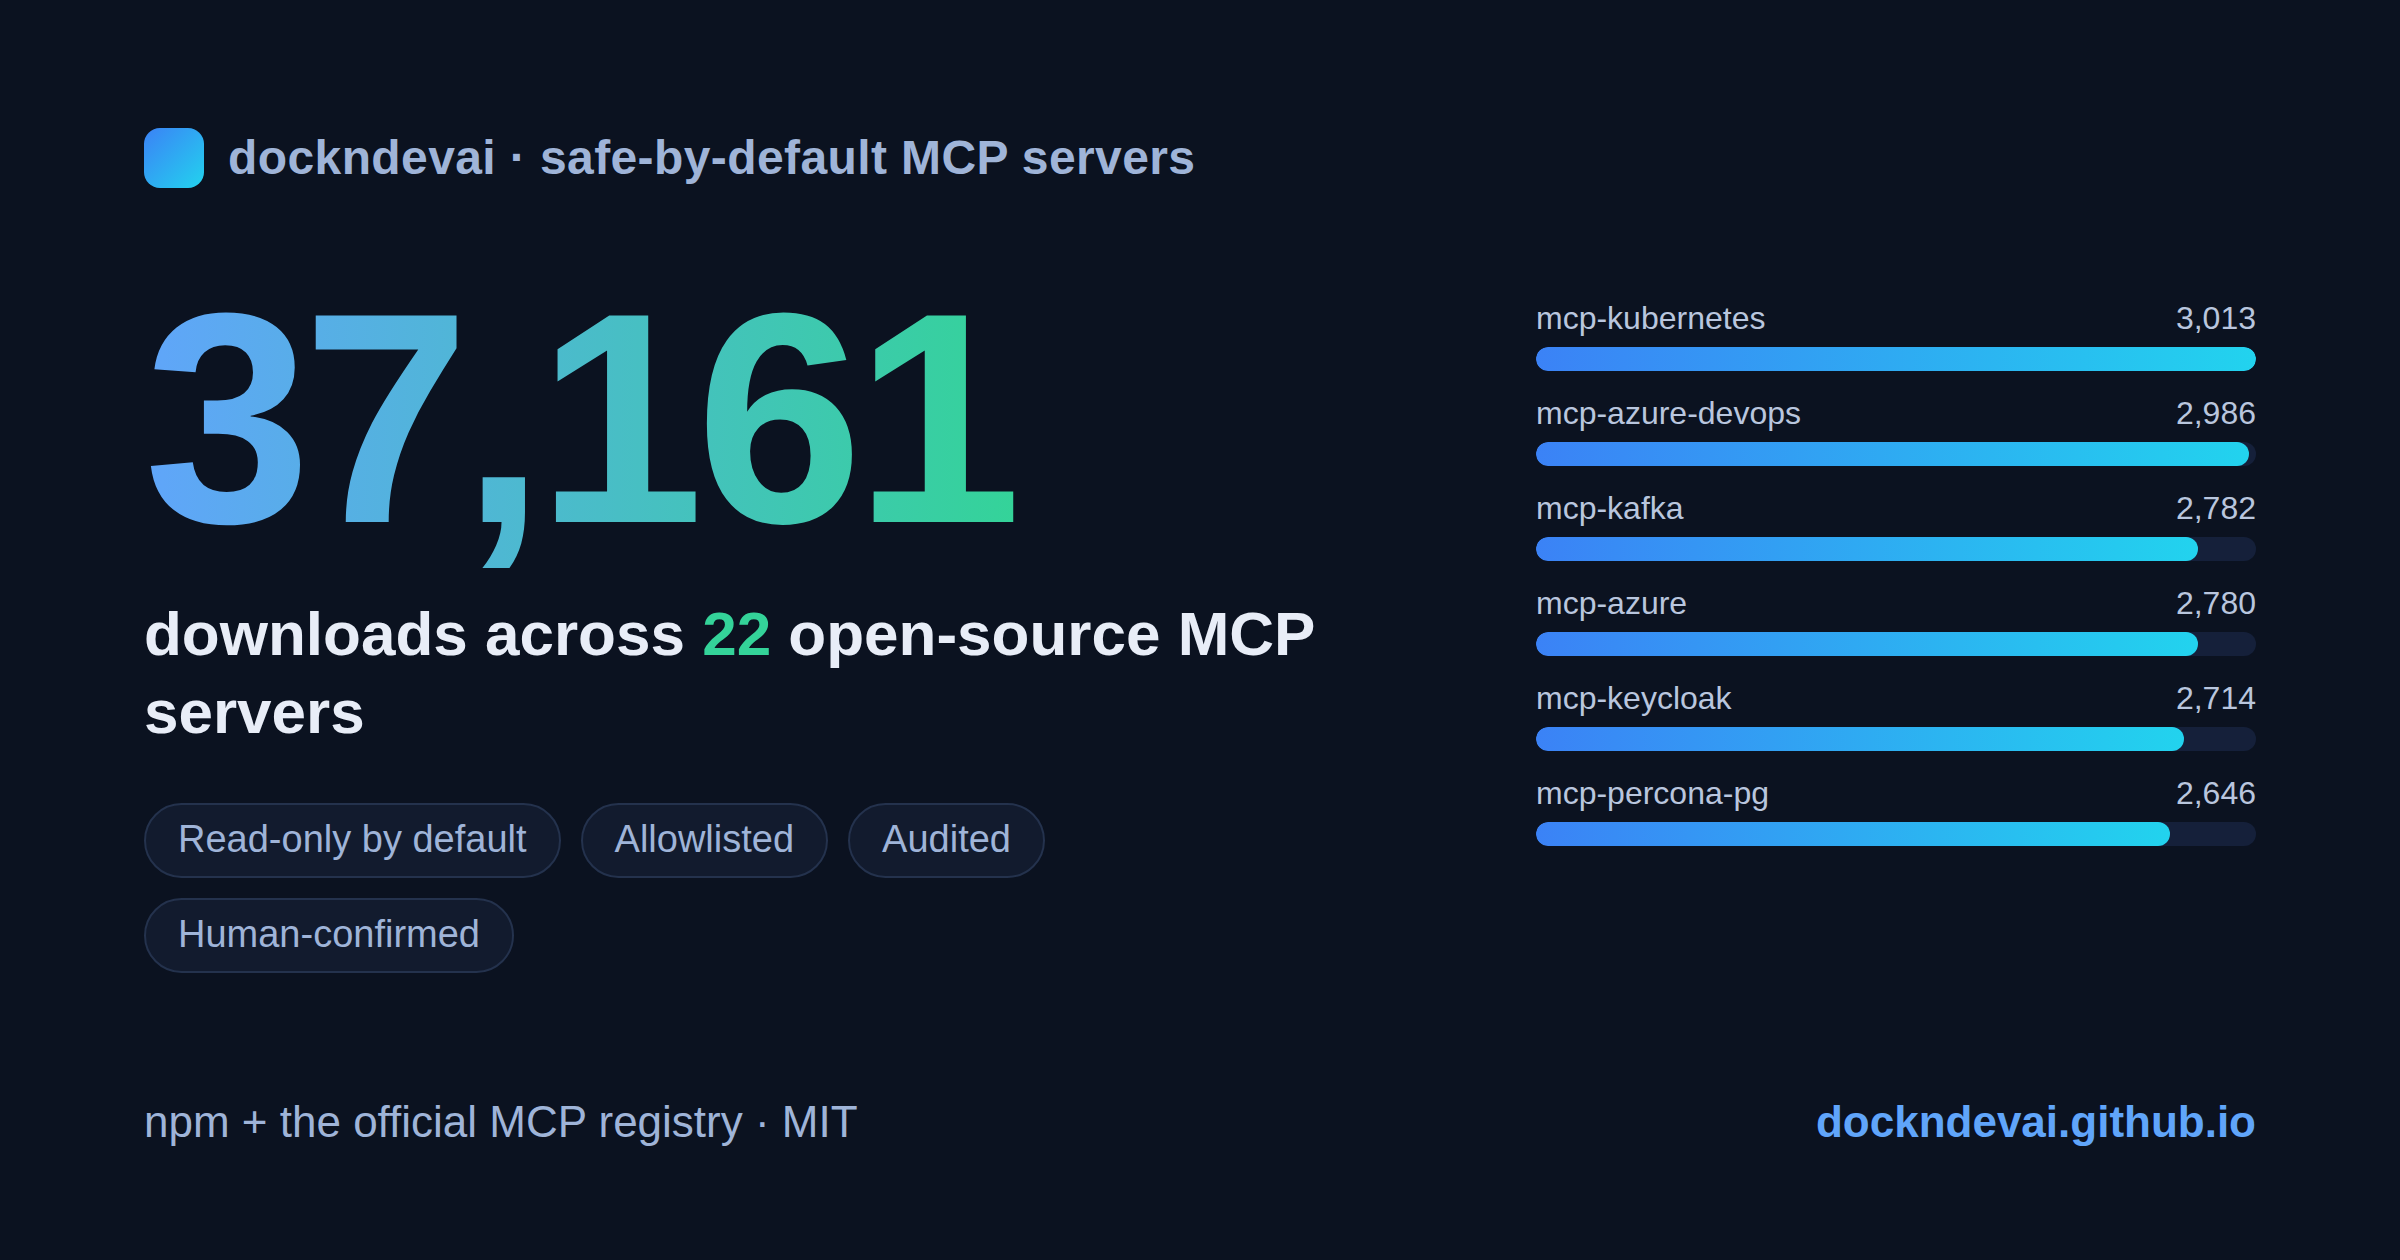 dockndevai · safe-by-default MCP servers
37,161
downloads across 22 open-source MCP
servers
Read-only by default
Allowlisted
Audited
Human-confirmed
mcp-kubernetes 3,013
mcp-azure-devops 2,986
mcp-kafka 2,782
mcp-azure 2,780
mcp-keycloak 2,714
mcp-percona-pg 2,646
npm + the official MCP registry · MIT
dockndevai.github.io